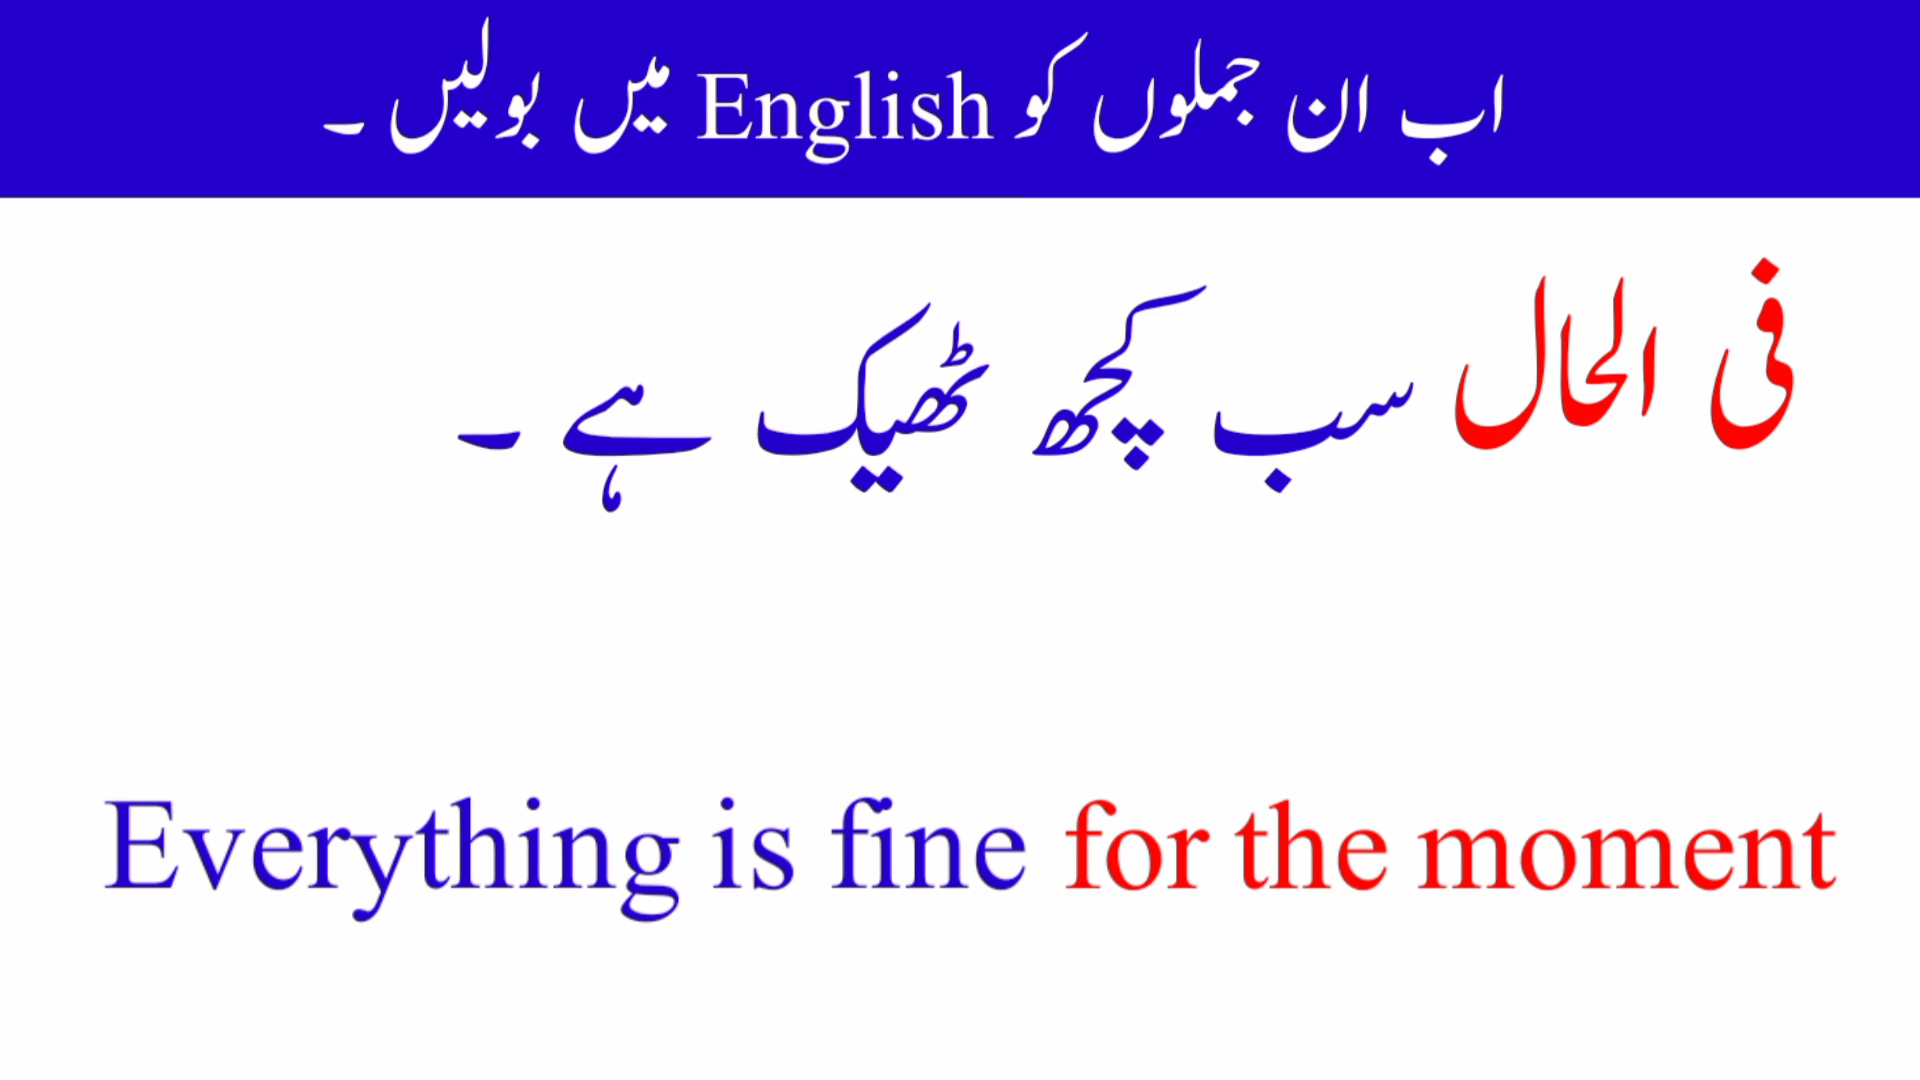 اب ان جملوں کو English میں بولیں ۔
فی الحال سب کچھ ٹھیک ہے ۔
Everything is fine for the moment